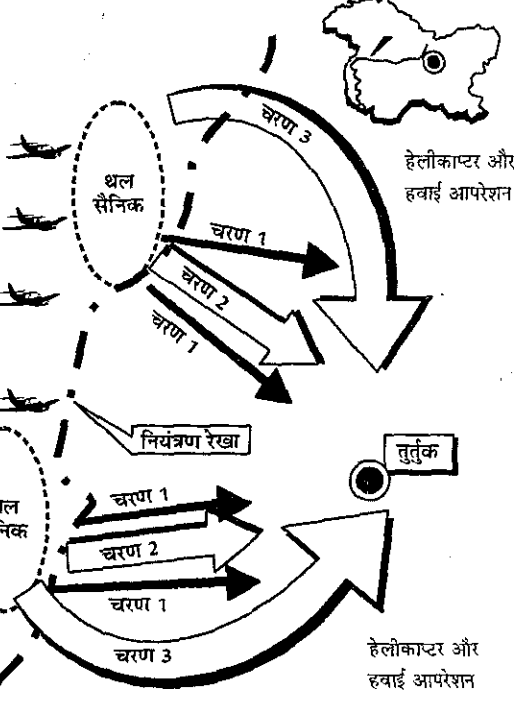 चरण 3
हेलीकाप्टर और
हवाई आपरेशन
थल
सैनिक
चरण 1
चरण 2
चरण 1
नियंत्रण रेखा
तुर्तुक
चरण 1
चरण 2
चरण 1
चरण 3
हेलीकाप्टर और
हवाई आपरेशन